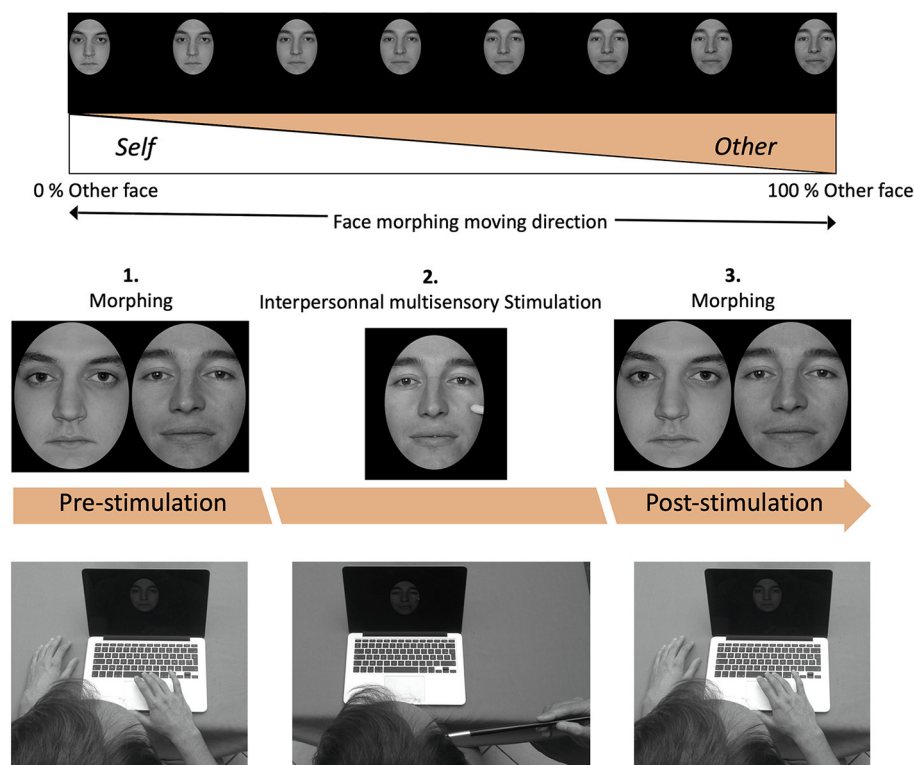 Self
Other
0 % Other face
100 % Other face
Face morphing moving direction
1.
Morphing
2.
Interpersonnal multisensory Stimulation
3.
Morphing
Pre-stimulation
Post-stimulation